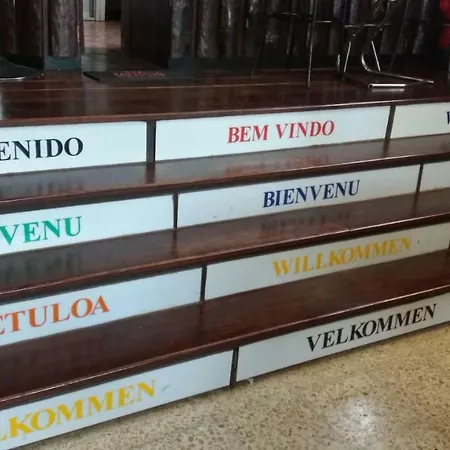 ENIDO BEM VINDO
VENU BIENVENU
ETULOA WILLKOMMEN
LKOMMEN VELKOMMEN